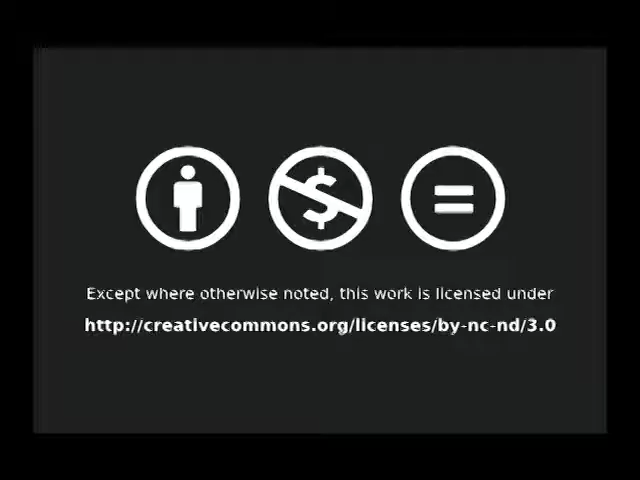 Except where otherwise noted, this work is licensed under
http://creativecommons.org/licenses/by-nc-nd/3.0